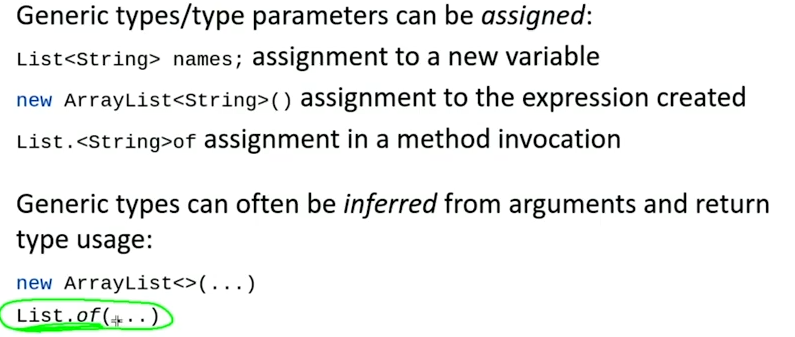 Generic types/type parameters can be assigned:
List<String> names; assignment to a new variable
new ArrayList<String>() assignment to the expression created
List.<String>of assignment in a method invocation
Generic types can often be inferred from arguments and return
type usage:
new ArrayList<>(...)
List.of(...)